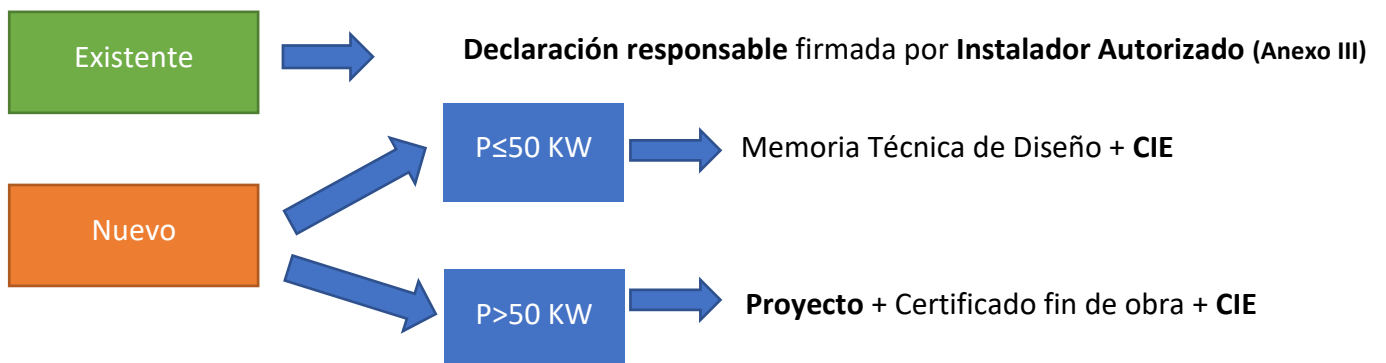 Existente
Declaración responsable firmada por Instalador Autorizado (Anexo III)
P≤50 KW
Memoria Técnica de Diseño + CIE
Nuevo
P>50 KW
Proyecto + Certificado fin de obra + CIE